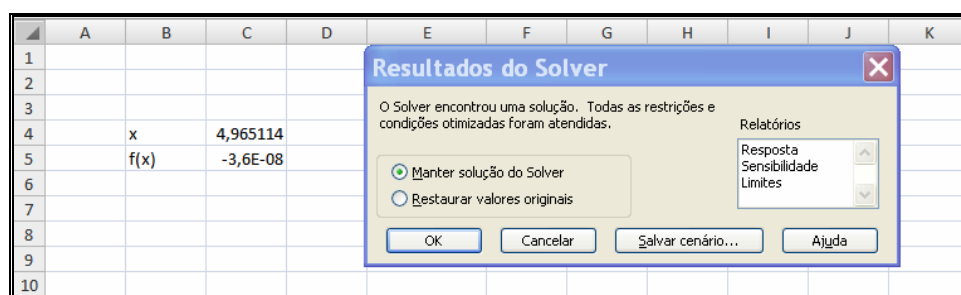 A B C D E F G H I J K
1
2
3
4 x 4,965114
5 f(x) -3,6E-08
6
7
8
9
10
Resultados do Solver
O Solver encontrou uma solução. Todas as restrições e
condições otimizadas foram atendidas.
Manter solução do Solver
Restaurar valores originais
Relatórios
Resposta
Sensibilidade
Limites
OK Cancelar Salvar cenário... Ajuda